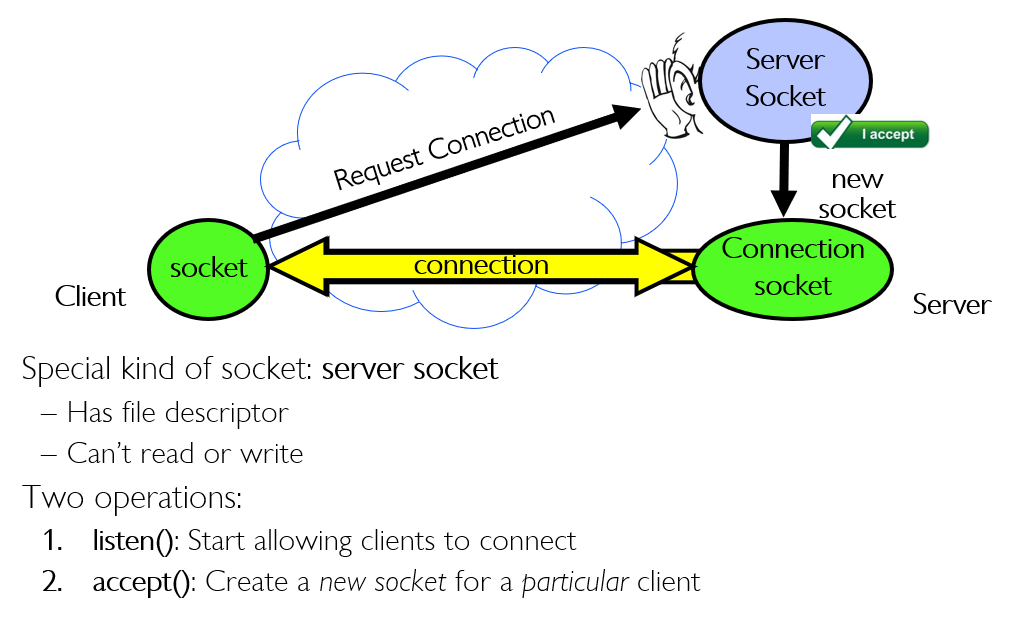 Server
Socket
I accept
Request Connection
new
socket
socket
connection
Connection
socket
Client
Server
Special kind of socket: server socket
– Has file descriptor
– Can’t read or write
Two operations:
1. listen(): Start allowing clients to connect
2. accept(): Create a new socket for a particular client